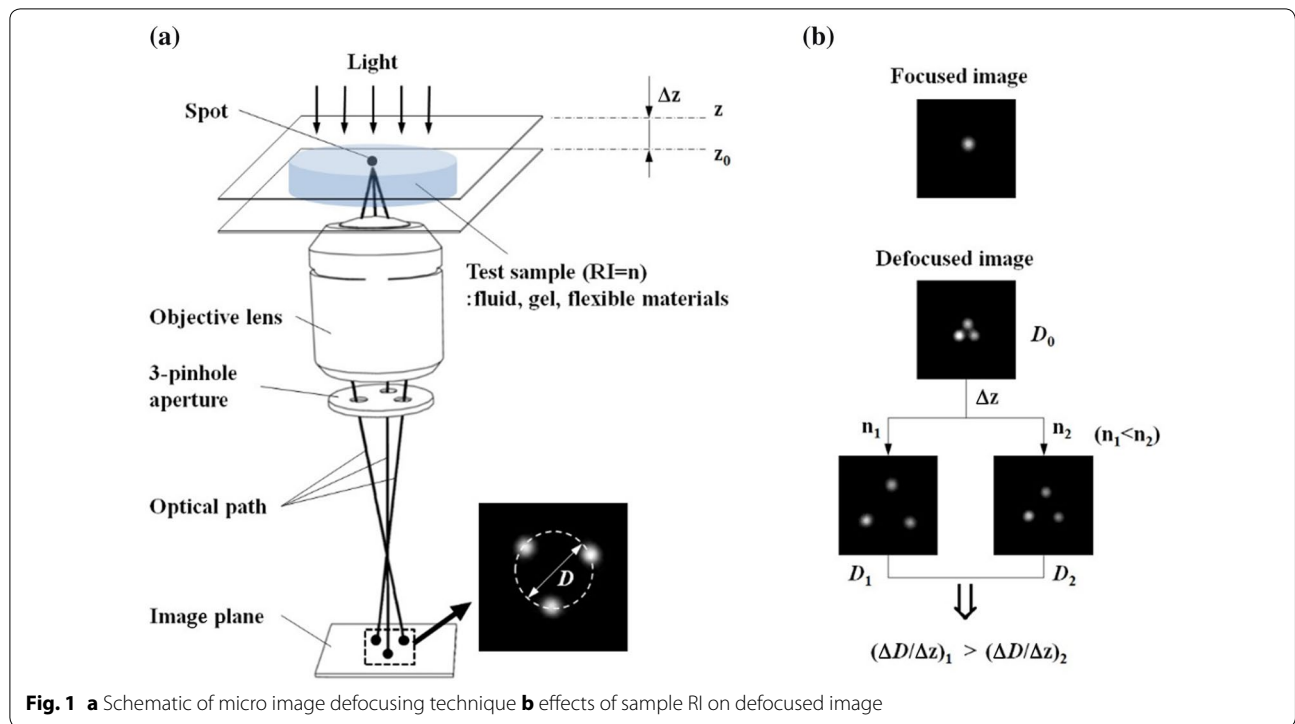 (a)
Light
Spot
Δz
z
z₀
Test sample (RI=n)
:fluid, gel, flexible materials
Objective lens
3-pinhole
aperture
Optical path
D
Image plane
(b)
Focused image
Defocused image
D₀
Δz
n₁
n₂
(n₁<n₂)
D₁
D₂
(ΔD/Δz)₁ > (ΔD/Δz)₂
Fig. 1 a Schematic of micro image defocusing technique b effects of sample RI on defocused image